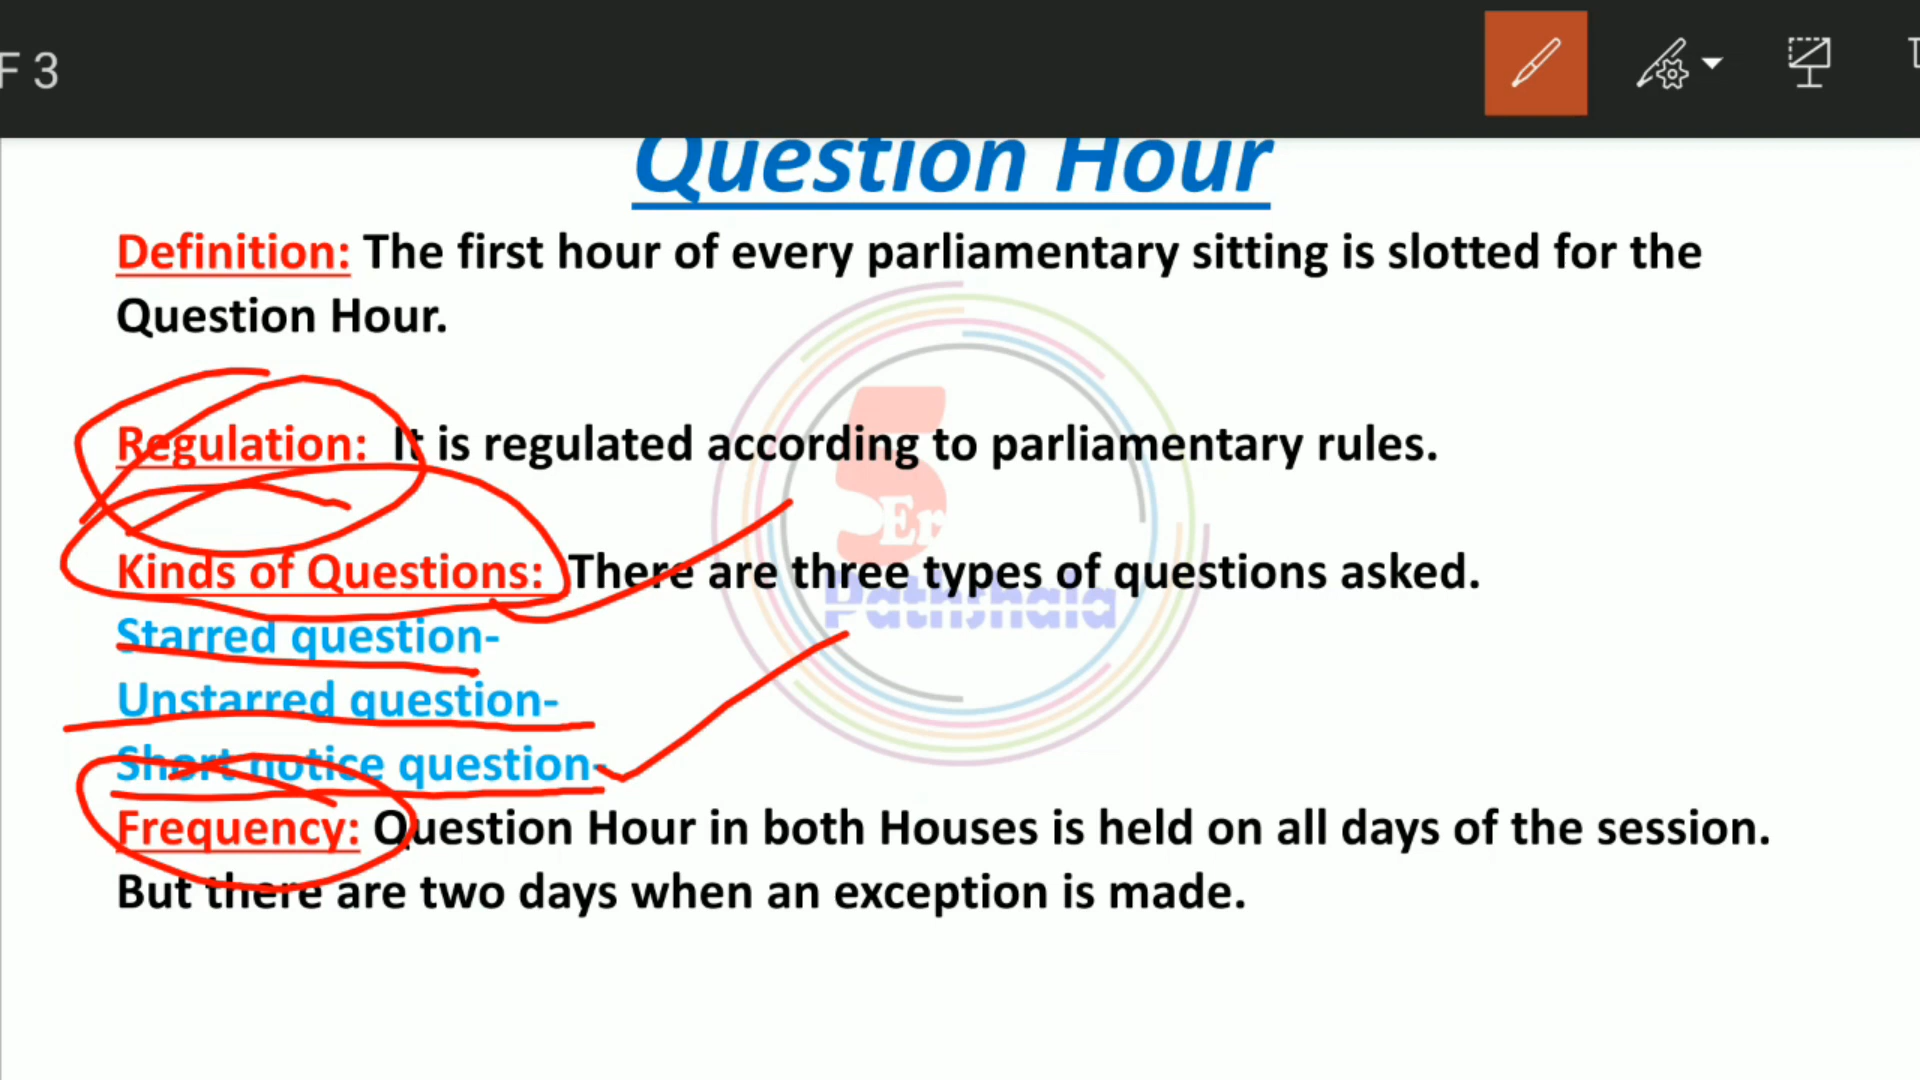 F 3
Question Hour
Definition: The first hour of every parliamentary sitting is slotted for the
Question Hour.
Regulation: It is regulated according to parliamentary rules.
Kinds of Questions: There are three types of questions asked.
Starred question-
Unstarred question-
Short notice question-
Frequency: Question Hour in both Houses is held on all days of the session.
But there are two days when an exception is made.
5
Er
Pathshala